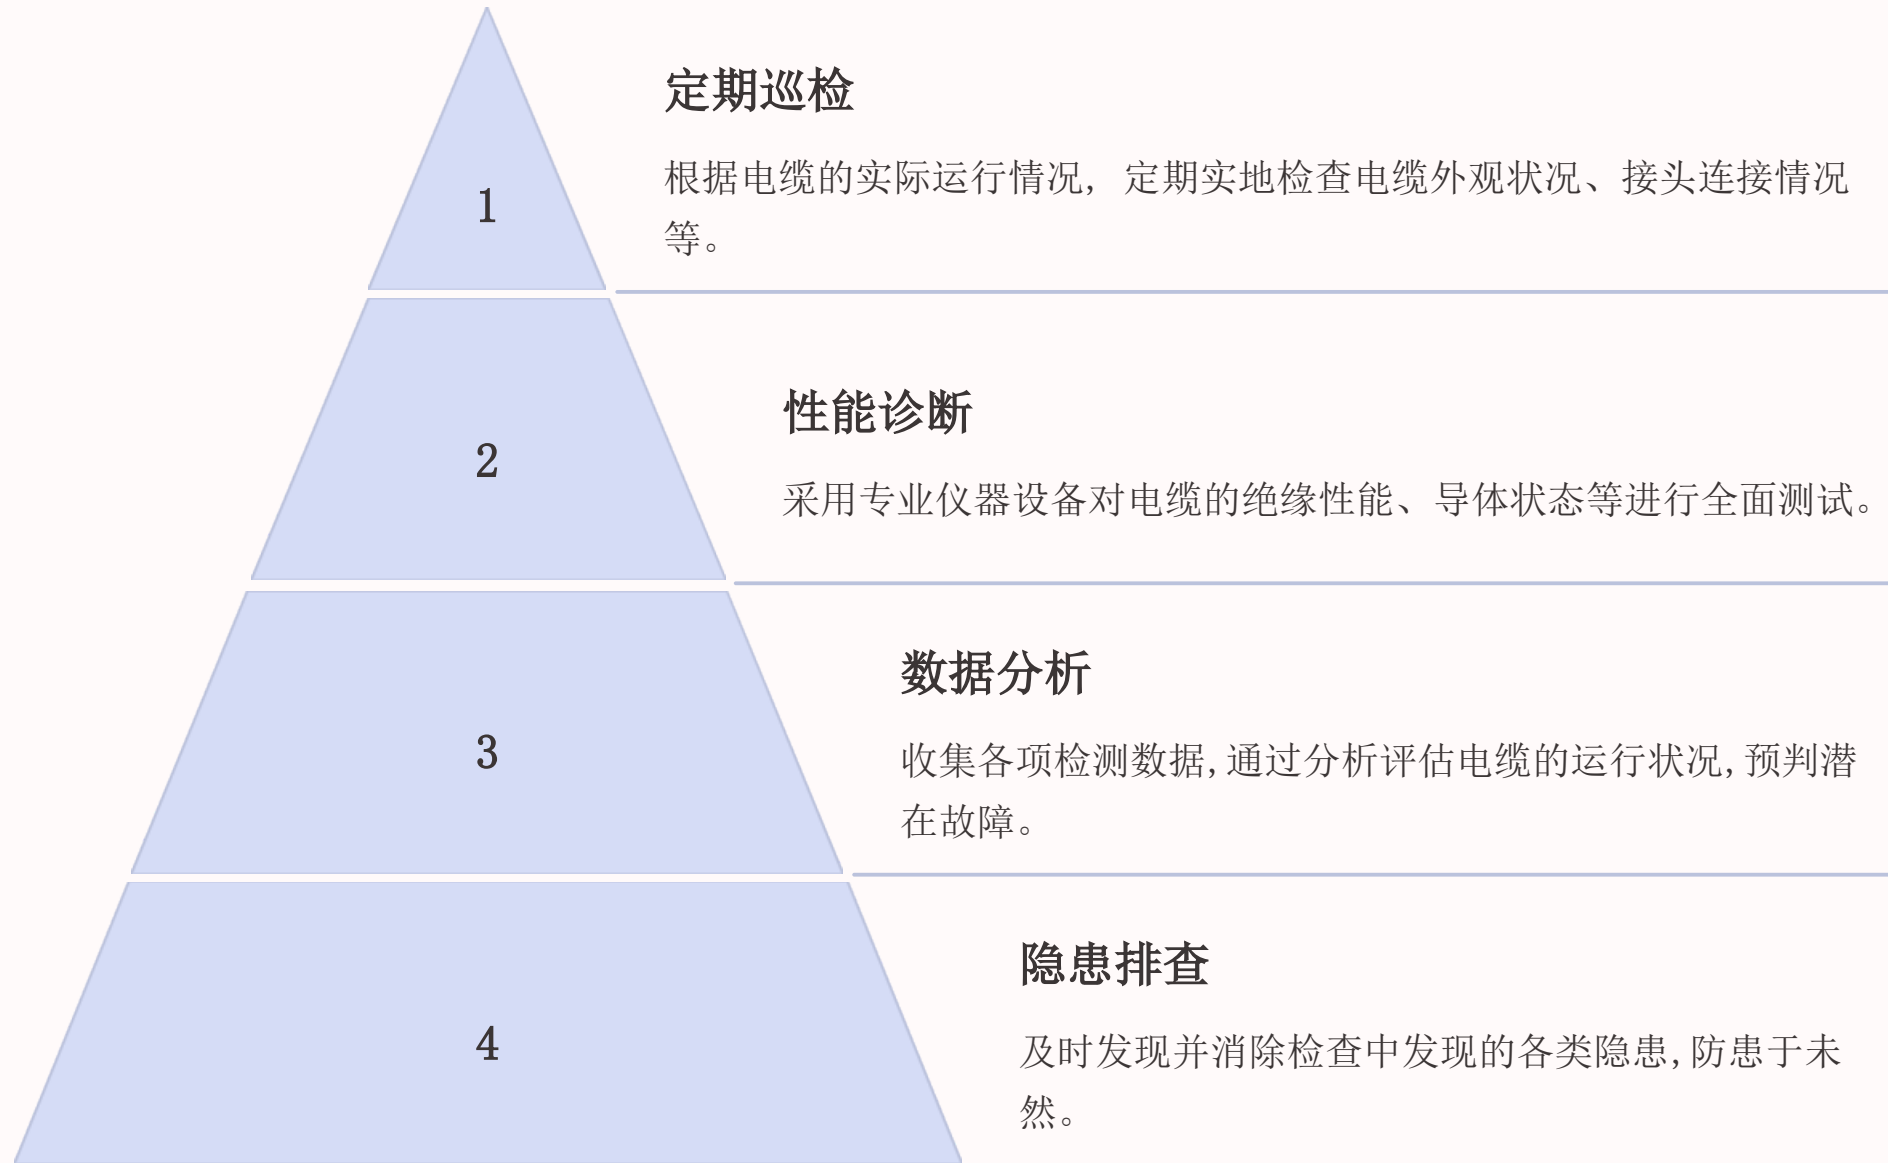 1
定期巡检
根据电缆的实际运行情况, 定期实地检查电缆外观状况、接头连接情况
等。
2
性能诊断
采用专业仪器设备对电缆的绝缘性能、导体状态等进行全面测试。
3
数据分析
收集各项检测数据,通过分析评估电缆的运行状况,预判潜
在故障。
4
隐患排查
及时发现并消除检查中发现的各类隐患,防患于未
然。